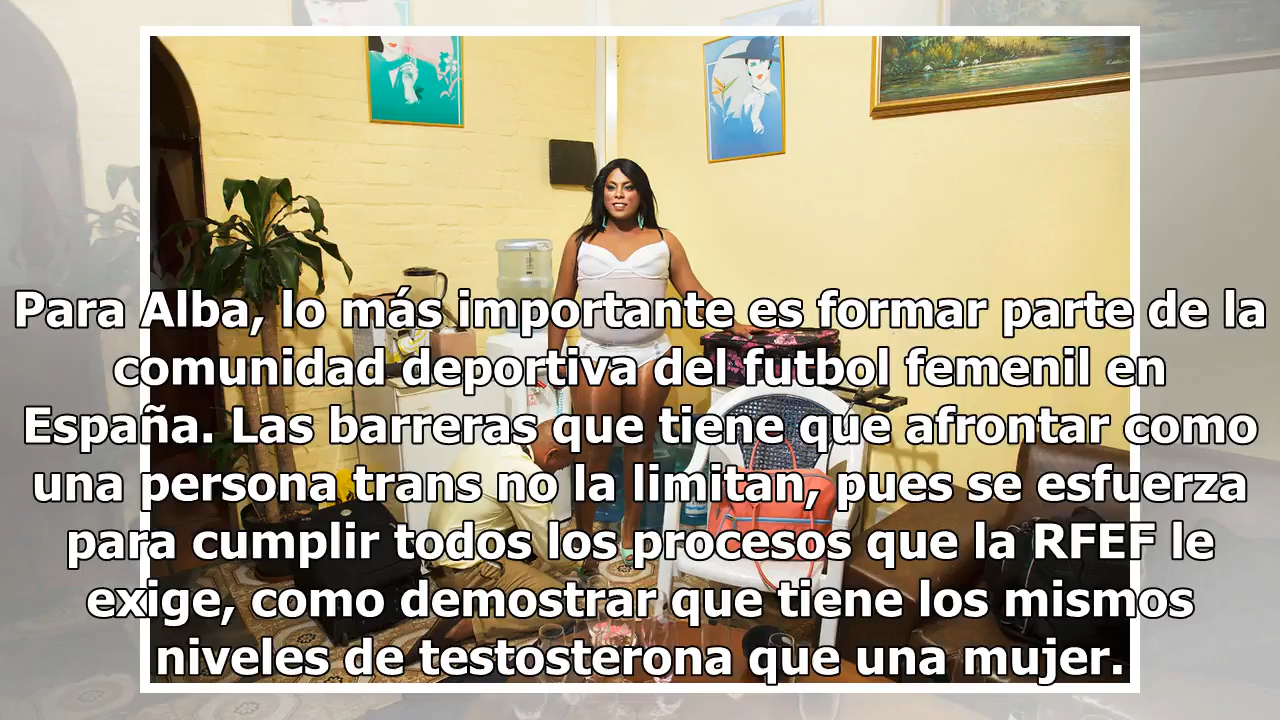 Para Alba, lo más importante es formar parte de la
comunidad deportiva del futbol femenil en
España. Las barreras que tiene que afrontar como
una persona trans no la limitan, pues se esfuerza
para cumplir todos los procesos que la RFEF le
exige, como demostrar que tiene los mismos
niveles de testosterona que una mujer.